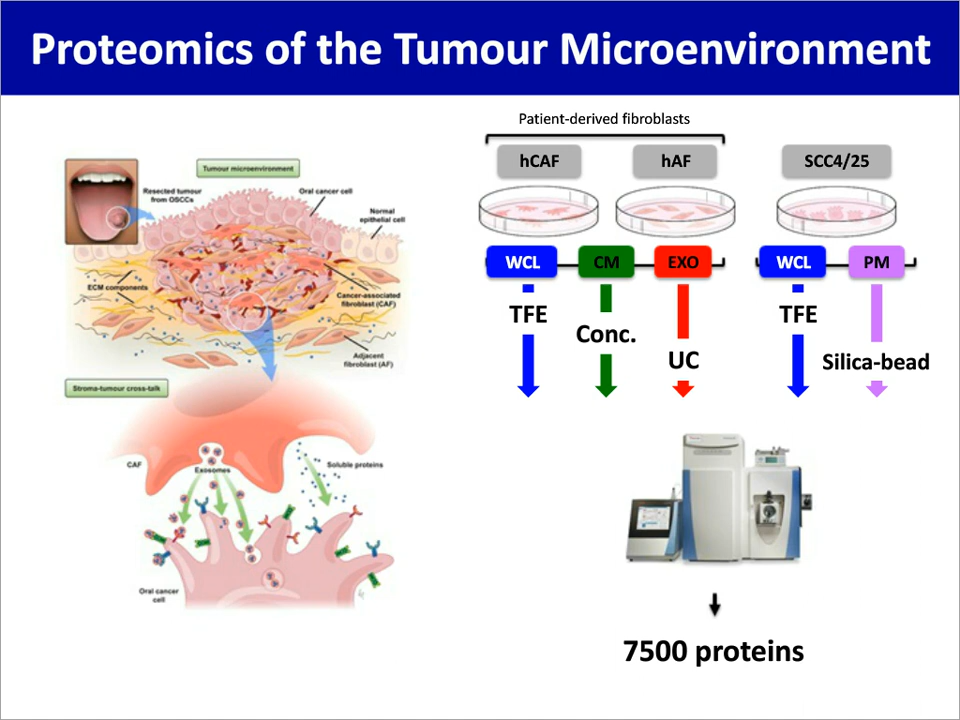 Proteomics of the Tumour Microenvironment
Tumour microenvironment
Resected tumour
from OSCCs
Oral cancer cell
Normal
epithelial cell
ECM components
Cancer-associated
fibroblast (CAF)
Adjacent
fibroblast (AF)
Stroma-tumour cross-talk
CAF
Exosomes
Soluble proteins
Oral cancer
cell
Patient-derived fibroblasts
hCAF
hAF
SCC4/25
WCL
CM
EXO
WCL
PM
TFE
Conc.
UC
TFE
Silica-bead
7500 proteins